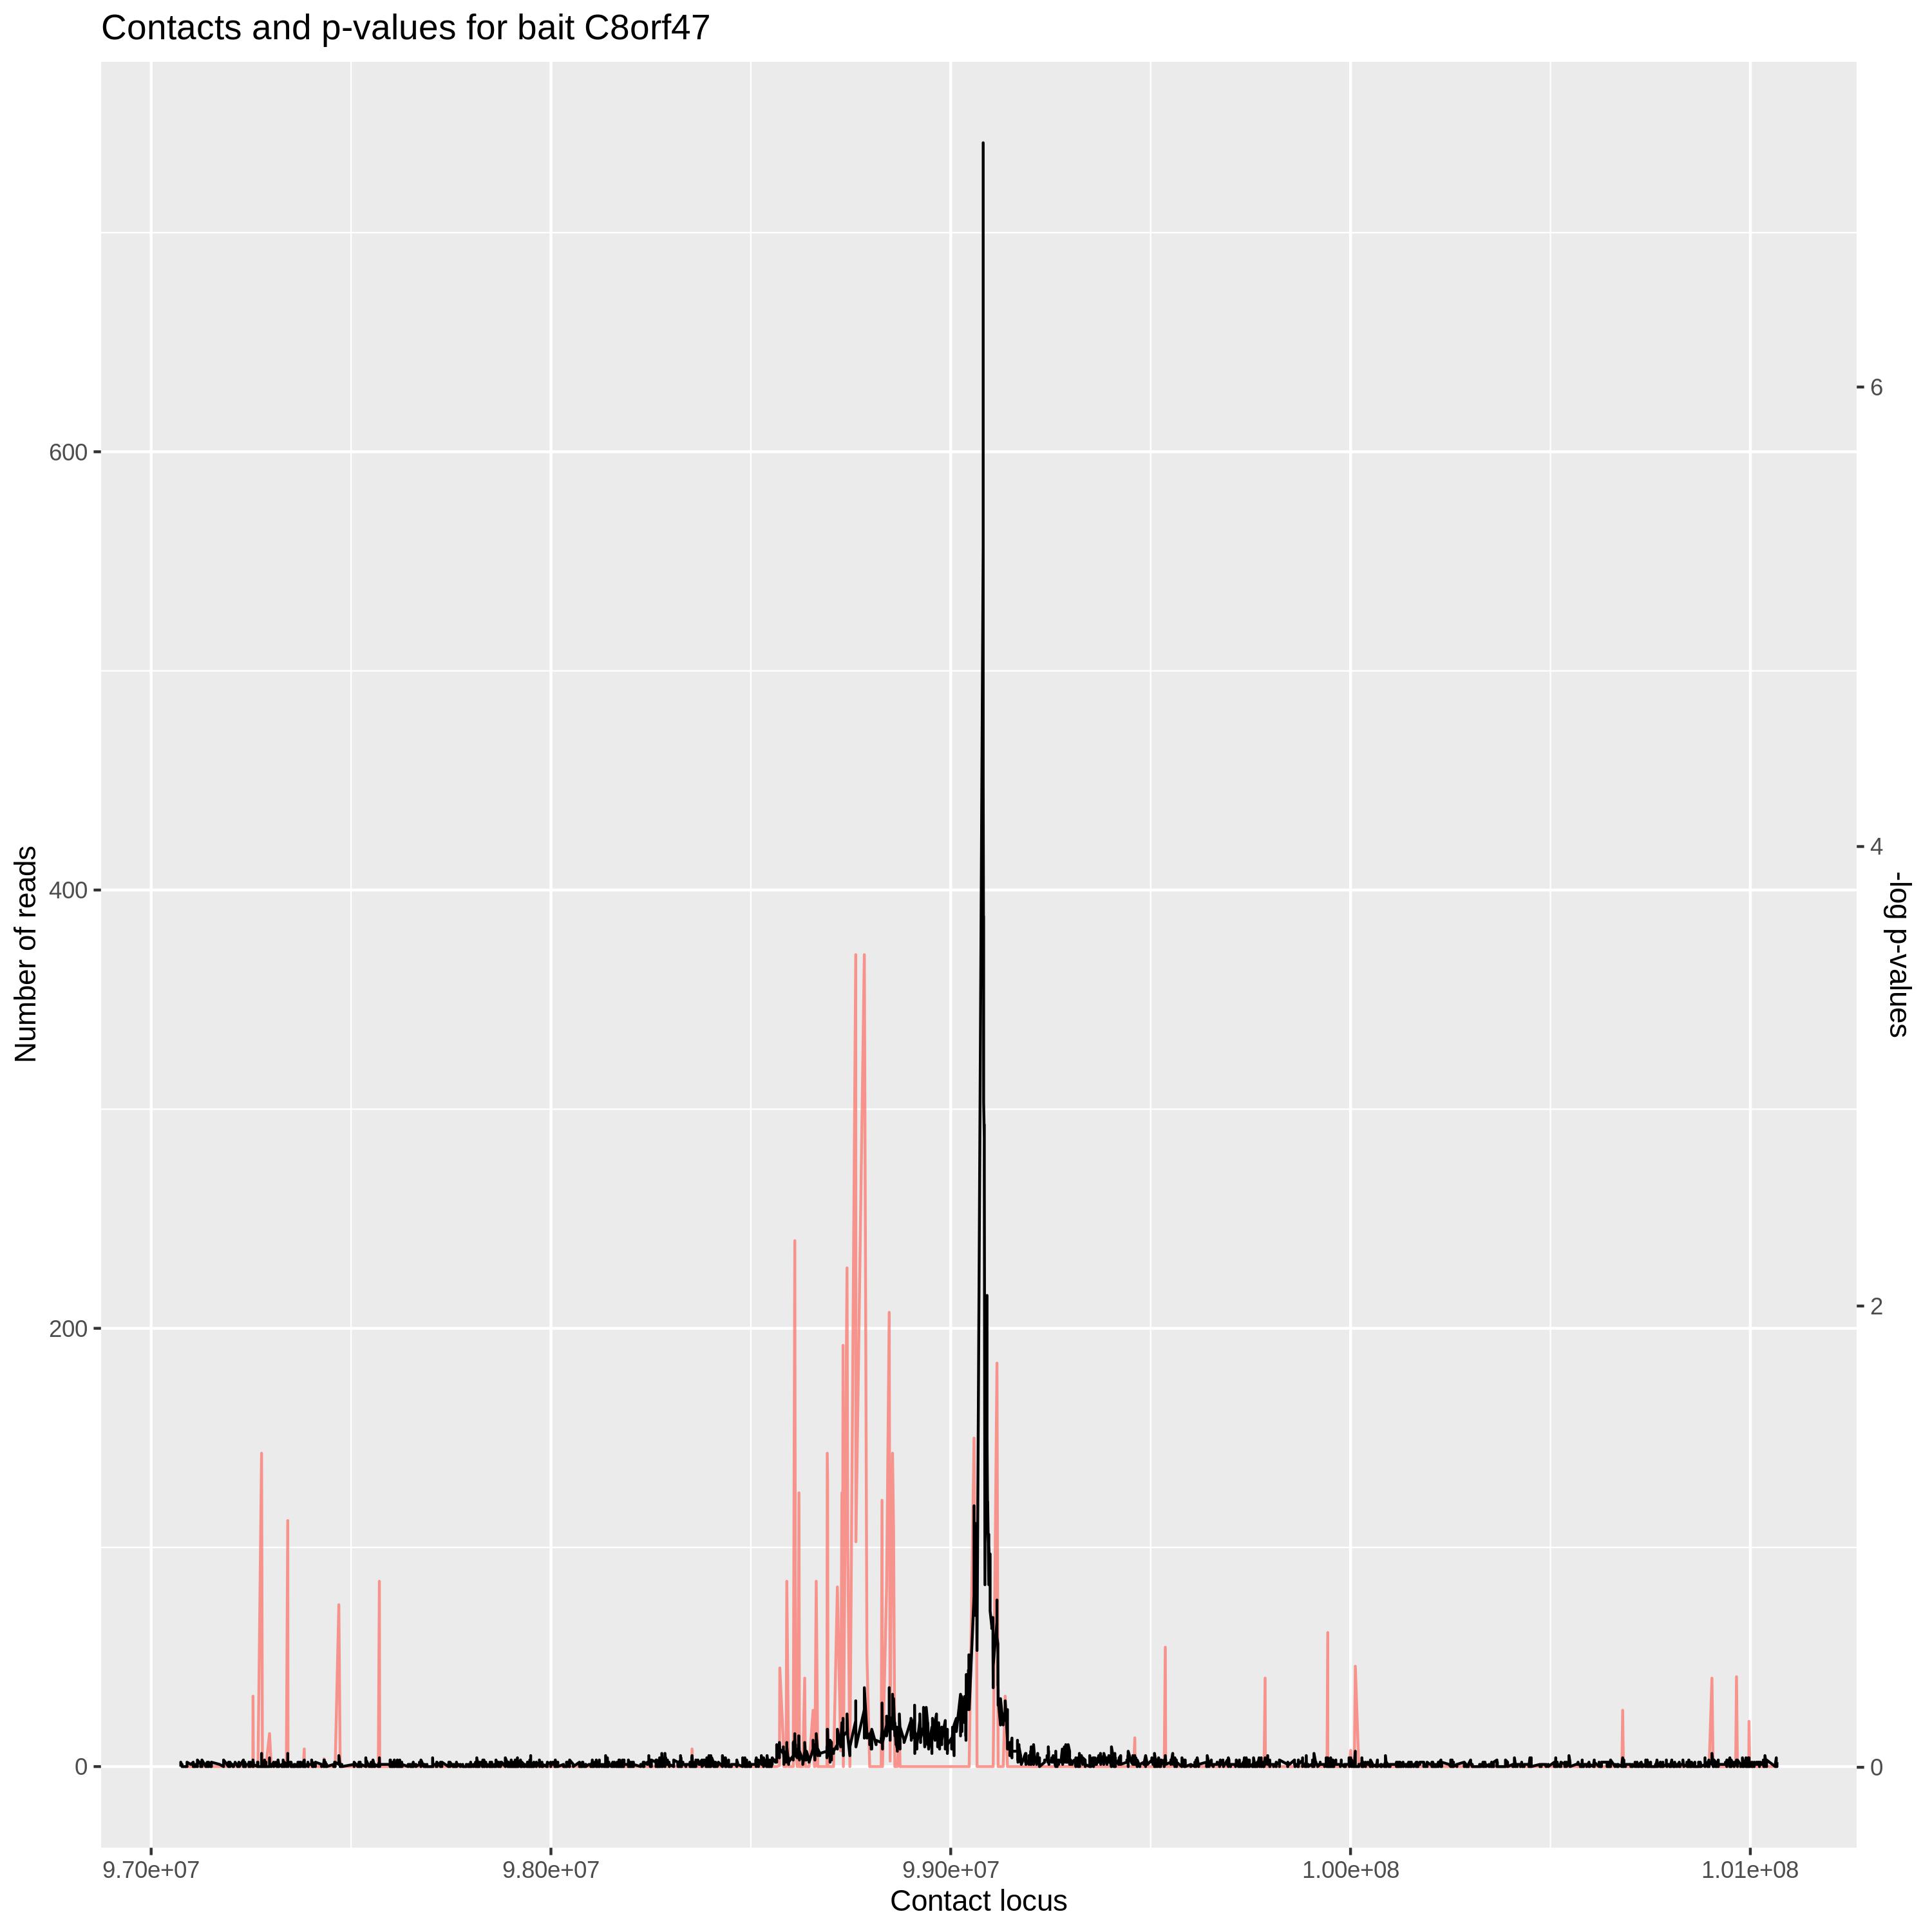 Contacts and p-values for bait C8orf47
Number of reads
600
400
200
0
6
4
2
0
-log p-values
9.70e+07 9.80e+07 9.90e+07 1.00e+08 1.01e+08
Contact locus